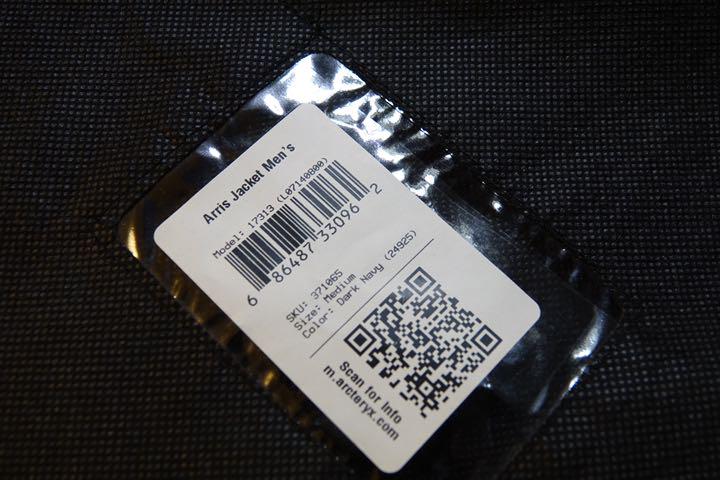 Arris Jacket Men's
Model: 17313 (L07140800)
6 86487 33096 2
SKU: 371065
Size: Medium
Color: Dark Navy (24925)
Scan for Info
m.arcteryx.com